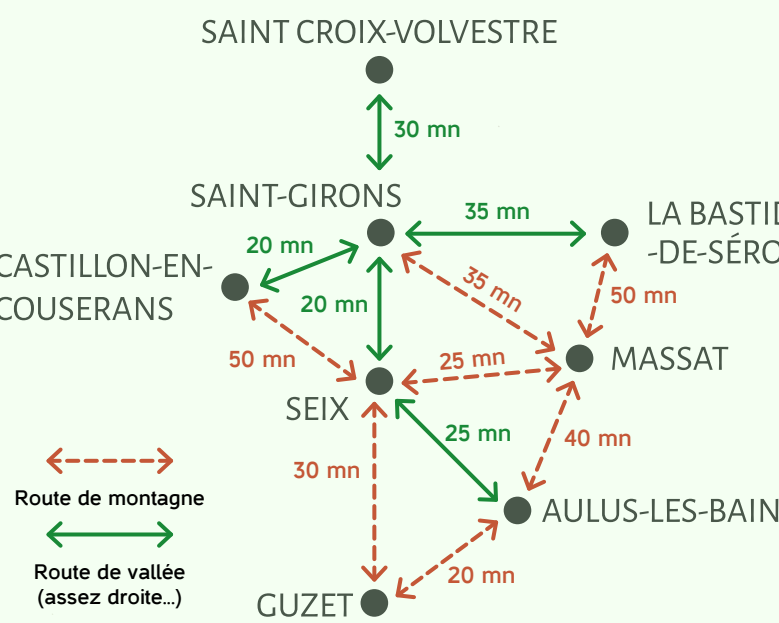 SAINT CROIX-VOLVESTRE
30 mn
SAINT-GIRONS
35 mn
LA BASTID
-DE-SÉRO
20 mn
CASTILLON-EN-
COUSERANS
20 mn
35 mn
50 mn
50 mn
25 mn
MASSAT
SEIX
25 mn
40 mn
30 mn
Route de montagne
AULUS-LES-BAIN
Route de vallée
(assez droite...)
20 mn
GUZET